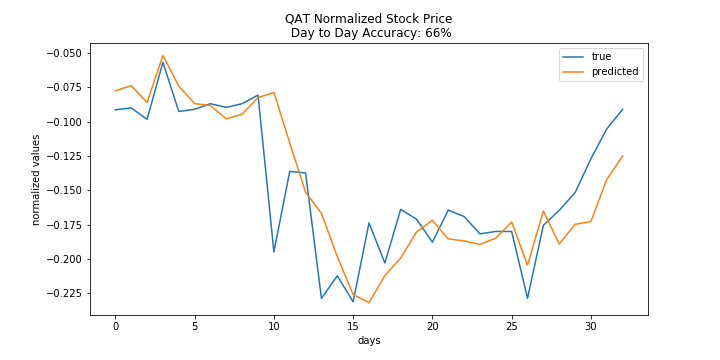 QAT Normalized Stock Price
Day to Day Accuracy: 66%
true
predicted
normalized values
−0.050
−0.075
−0.100
−0.125
−0.150
−0.175
−0.200
−0.225
0 5 10 15 20 25 30
days